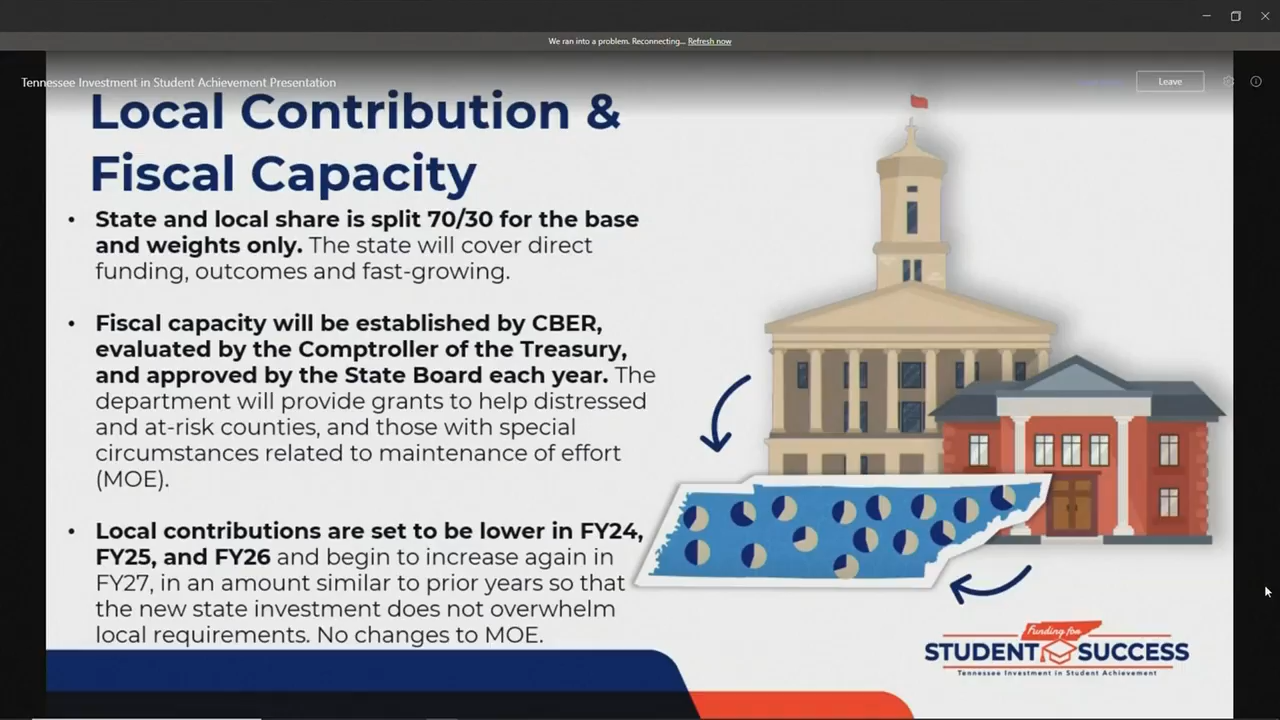 We ran into a problem. Reconnecting... Refresh now
Tennessee Investment in Student Achievement Presentation
Leave
Local Contribution &
Fiscal Capacity
• State and local share is split 70/30 for the base
and weights only. The state will cover direct
funding, outcomes and fast-growing.
• Fiscal capacity will be established by CBER,
evaluated by the Comptroller of the Treasury,
and approved by the State Board each year. The
department will provide grants to help distressed
and at-risk counties, and those with special
circumstances related to maintenance of effort
(MOE).
• Local contributions are set to be lower in FY24,
FY25, and FY26 and begin to increase again in
FY27, in an amount similar to prior years so that
the new state investment does not overwhelm
local requirements. No changes to MOE.
Funding for
STUDENT SUCCESS
Tennessee Investment in Student Achievement